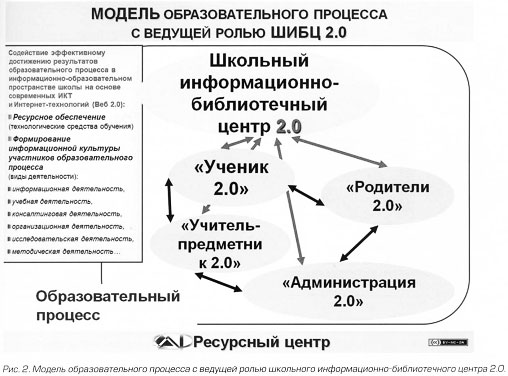 МОДЕЛЬ ОБРАЗОВАТЕЛЬНОГО ПРОЦЕССА
С ВЕДУЩЕЙ РОЛЬЮ ШИБЦ 2.0
Содействие эффективному
достижению результатов
образовательного процесса в
информационно-образовательном
пространстве школы на основе
современных ИКТ
и Интернет-технологий (Веб 2.0):
Ресурсное обеспечение
(технологические средства обучения)
Формирование
информационной культуры
участников образовательного
процесса
(виды деятельности):
информационная деятельность,
учебная деятельность,
консалтинговая деятельность,
организационная деятельность,
исследовательская деятельность,
методическая деятельность…
Школьный
информационно-
библиотечный
центр 2.0
«Ученик
2.0»
«Родители
2.0»
«Учитель-
предметни
к 2.0»
«Администрация
2.0»
Образовательный
процесс
Ресурсный центр
BY-NC-SA
Рис. 2. Модель образовательного процесса с ведущей ролью школьного информационно-библиотечного центра 2.0.